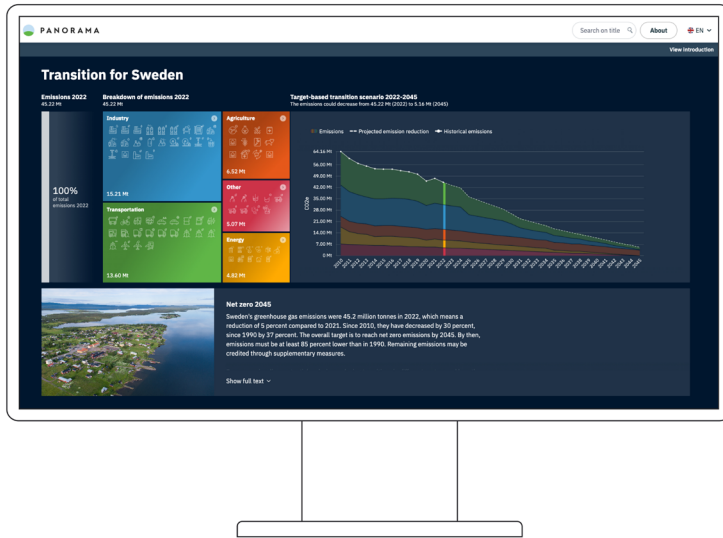 PANORAMA
Search on title
About
EN
View introduction
Transition for Sweden
Emissions 2022
45.22 Mt
Breakdown of emissions 2022
45.22 Mt
Target-based transition scenario 2022-2045
The emissions could decrease from 45.22 Mt (2022) to 5.16 Mt (2045)
100%
of total
emissions 2022
Industry
15.21 Mt
Agriculture
6.52 Mt
Transportation
13.60 Mt
Other
5.07 Mt
Energy
4.82 Mt
Emissions
Projected emission reduction
Historical emissions
CO2e
64.16 Mt
56.00 Mt
49.00 Mt
42.00 Mt
35.00 Mt
28.00 Mt
21.00 Mt
14.00 Mt
7.00 Mt
0 Mt
Net zero 2045
Sweden's greenhouse gas emissions were 45.2 million tonnes in 2022, which means a
reduction of 5 percent compared to 2021. Since 2010, they have decreased by 30 percent,
since 1990 by 37 percent. The overall target is to reach net zero emissions by 2045. By then,
emissions must be at least 85 percent lower than in 1990. Remaining emissions may be
credited through supplementary measures.
Show full text